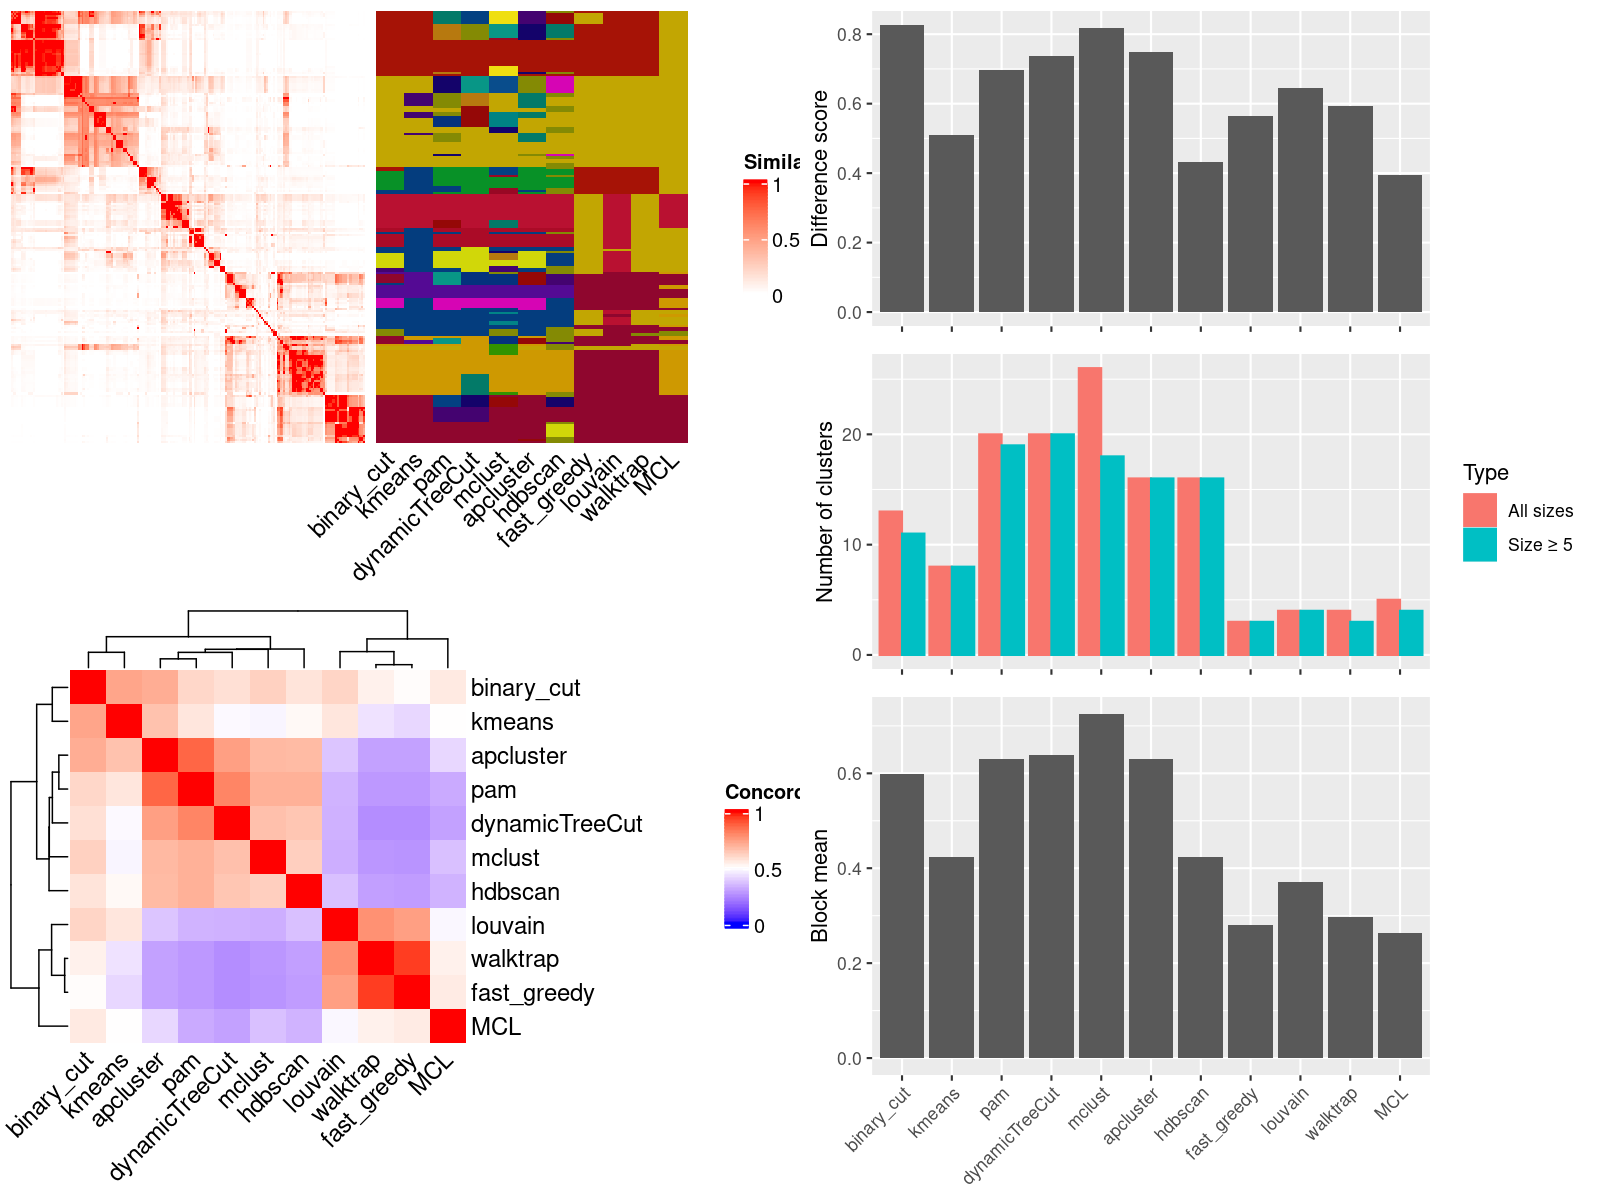 Simila
1
0.5
0
binary_cut
kmeans
pam
dynamicTreeCut
mclust
apcluster
hdbscan
fast_greedy
louvain
walktrap
MCL
binary_cut
kmeans
apcluster
pam
dynamicTreeCut
mclust
hdbscan
louvain
walktrap
fast_greedy
MCL
binary_cut
kmeans
apcluster
pam
dynamicTreeCut
mclust
hdbscan
louvain
walktrap
fast_greedy
MCL
Concord
1
0.5
0
Difference score
0.8
0.6
0.4
0.2
0.0
Number of clusters
20
10
0
Type
All sizes
Size ≥ 5
Block mean
0.6
0.4
0.2
0.0
binary_cut
kmeans
pam
dynamicTreeCut
mclust
apcluster
hdbscan
fast_greedy
louvain
walktrap
MCL